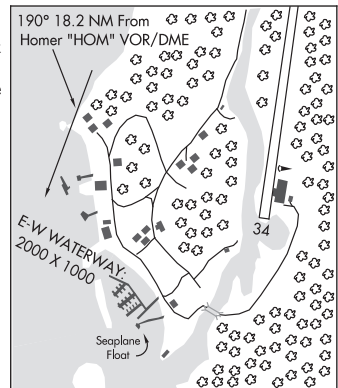 190° 18.2 NM From
Homer "HOM" VOR/DME
34
E-W WATERWAY:
2000 X 1000
Seaplane
Float